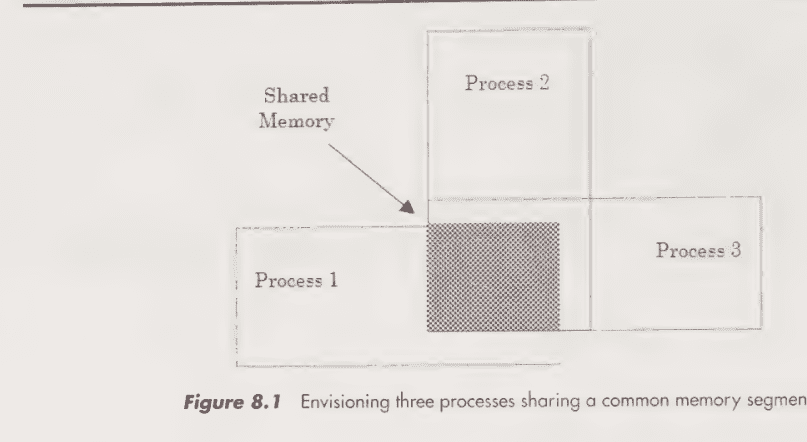 Process 2
Shared
Memory
Process 3
Process 1
Figure 8.1 Envisioning three processes sharing a common memory segmen